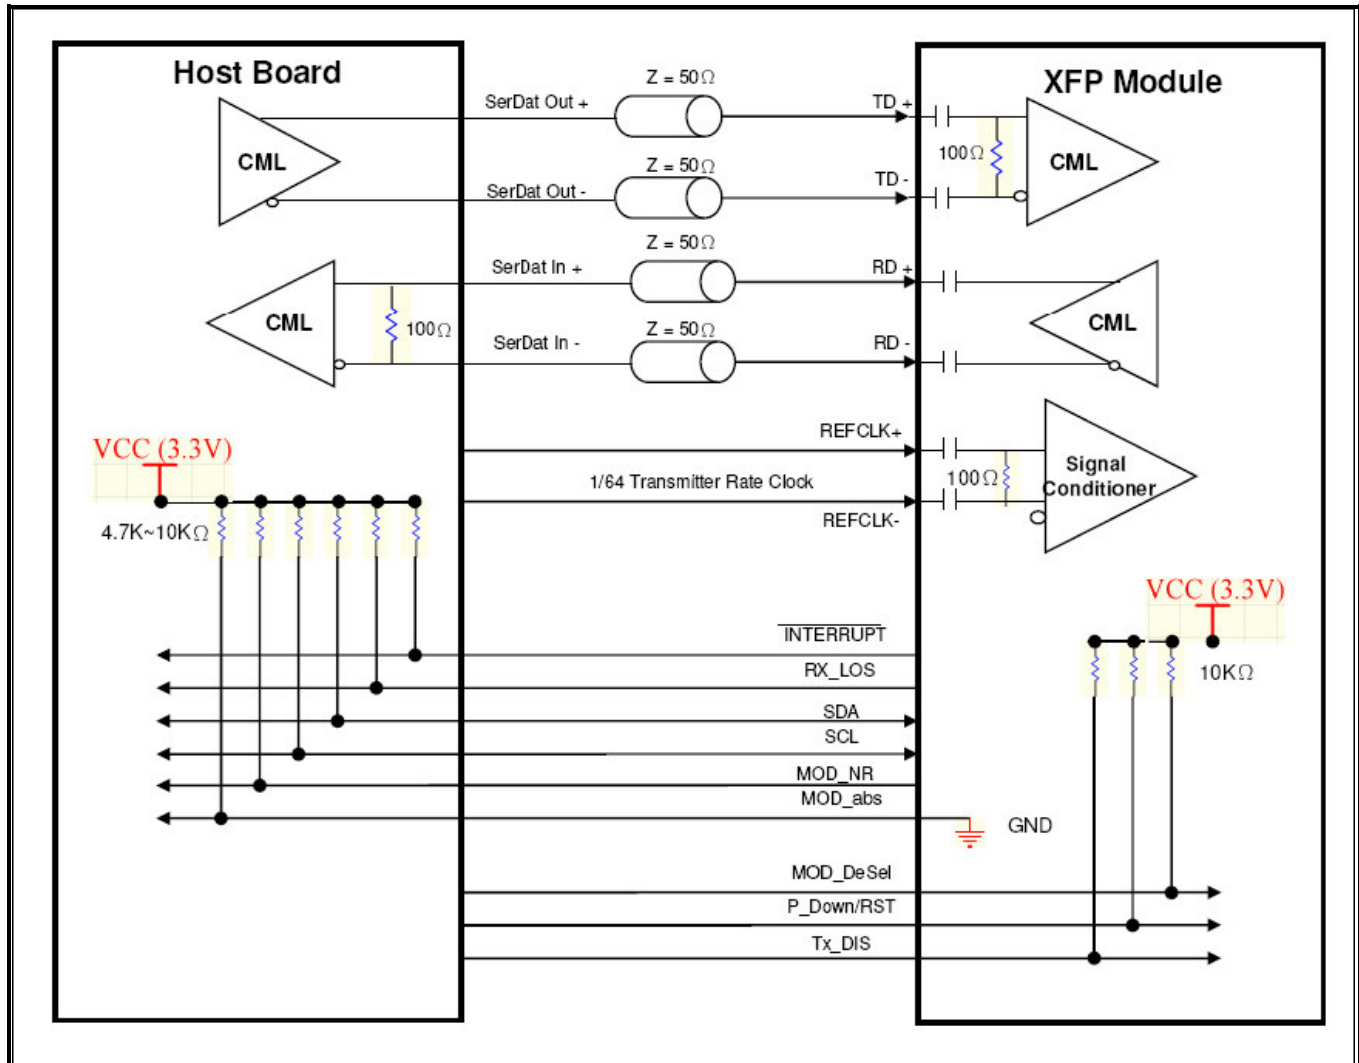 Host Board
XFP Module
Z = 50Ω
SerDat Out +
TD +
CML
100Ω
CML
Z = 50Ω
SerDat Out -
TD -
Z = 50Ω
SerDat In +
RD +
CML
100Ω
CML
Z = 50Ω
SerDat In -
RD -
VCC (3.3V)
REFCLK+
1/64 Transmitter Rate Clock
100Ω
Signal
Conditioner
REFCLK-
4.7K~10KΩ
VCC (3.3V)
10KΩ
INTERRUPT
RX_LOS
SDA
SCL
MOD_NR
MOD_abs
GND
MOD_DeSel
P_Down/RST
Tx_DIS